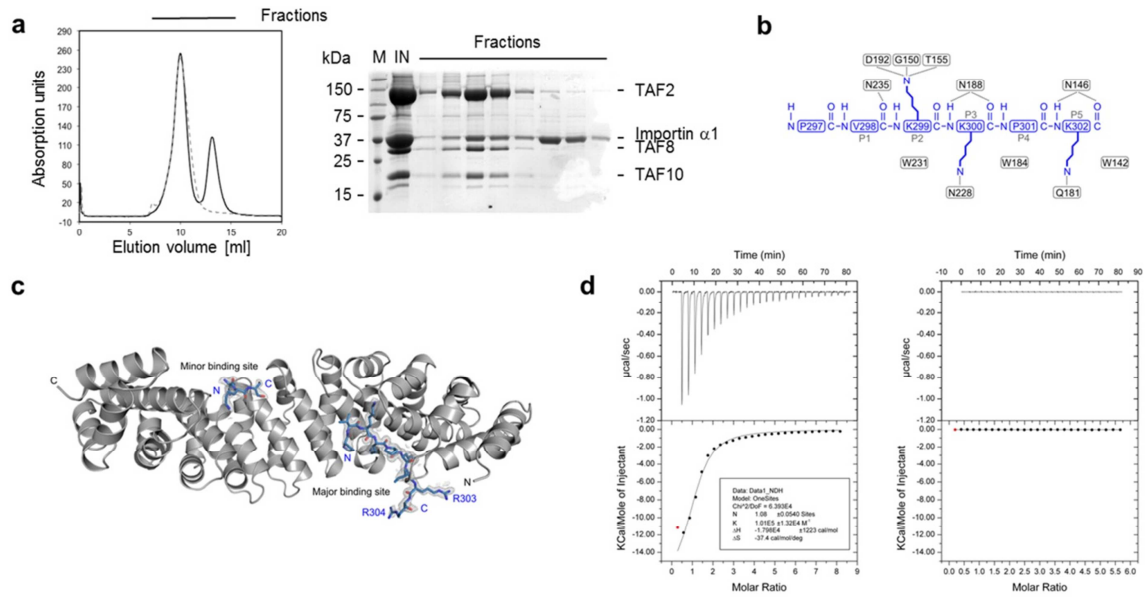 a
Fractions
Absorption units
290
260
230
200
170
140
110
80
50
20
-10
0
5
10
15
20
Elution volume [ml]
Fractions
kDa M IN
150
75
37
25
15
TAF2
Importin α1
TAF8
TAF10
b
D192 G150 T155
N235 N188 N146
H O H N O H P3 O H O H P5 O
N P297 C N V298 C N K299 C N K300 C N P301 C N K302 C
P1 P2 P4
W231 W184 W142
N N
N228 Q181
c
Minor binding site
C
N C
N
Major binding site
N
R303
R304 C
d
Time (min)
0 10 20 30 40 50 60 70 80
0.00
-0.20
-0.40
-0.60
-0.80
-1.00
-1.20
µcal/sec
0.00
-2.00
-4.00
-6.00
-8.00
-10.00
-12.00
-14.00
KCal/Mole of Injectant
Data: Data1_NDH
Model: OneSites
Chi^2/DoF = 6.393E4
N 1.08 ±0.0540 Sites
K 1.01E5 ±1.32E4 M-1
ΔH -1.798E4 ±1223 cal/mol
ΔS -37.4 cal/mol/deg
0 1 2 3 4 5 6 7 8 9
Molar Ratio
Time (min)
-10 0 10 20 30 40 50 60 70 80 90
0.00
-0.20
-0.40
-0.60
-0.80
-1.00
-1.20
µcal/sec
0.00
-2.00
-4.00
-6.00
-8.00
-10.00
-12.00
-14.00
KCal/Mole of Injectant
0.0 0.5 1.0 1.5 2.0 2.5 3.0 3.5 4.0 4.5 5.0 5.5 6.0
Molar Ratio